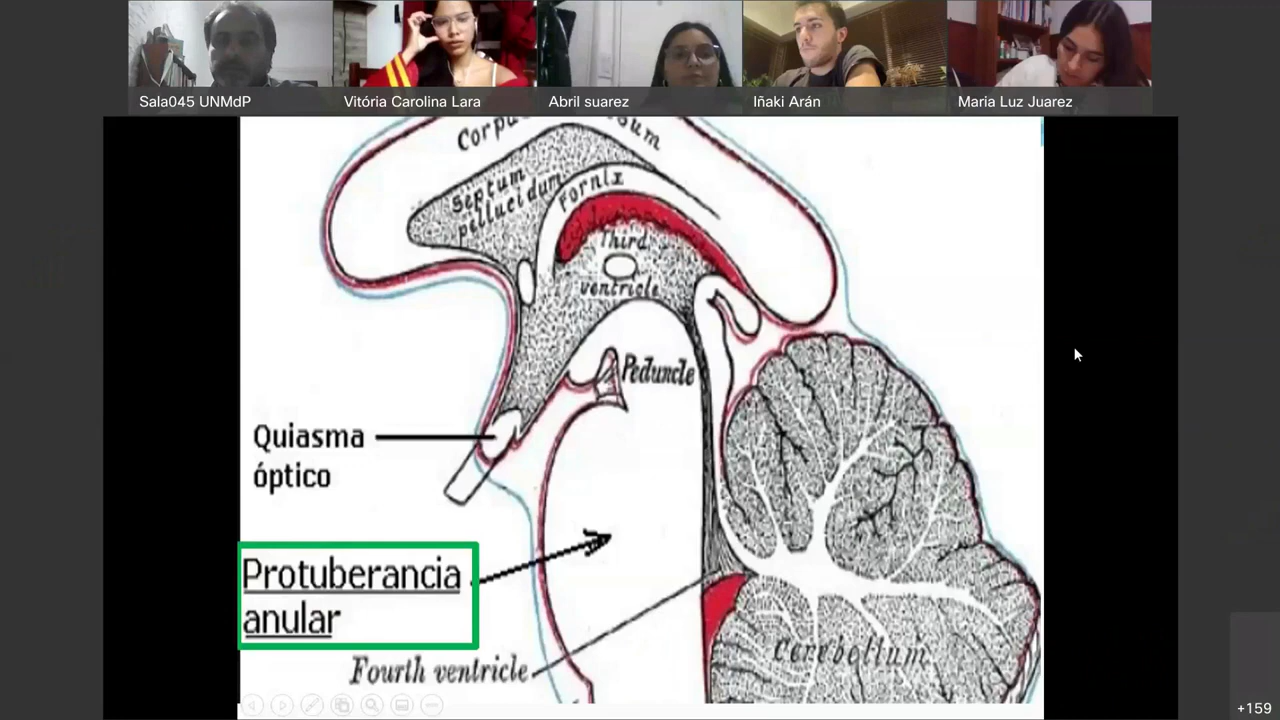 Sala045 UNMdP
Vitória Carolina Lara
Abril suarez
Iñaki Arán
Maria Luz Juarez
Septum
pellucidum
Fornix
Third
ventricle
Peduncle
Quiasma
óptico
Protuberancia
anular
Fourth ventricle
Cerebellum
+159